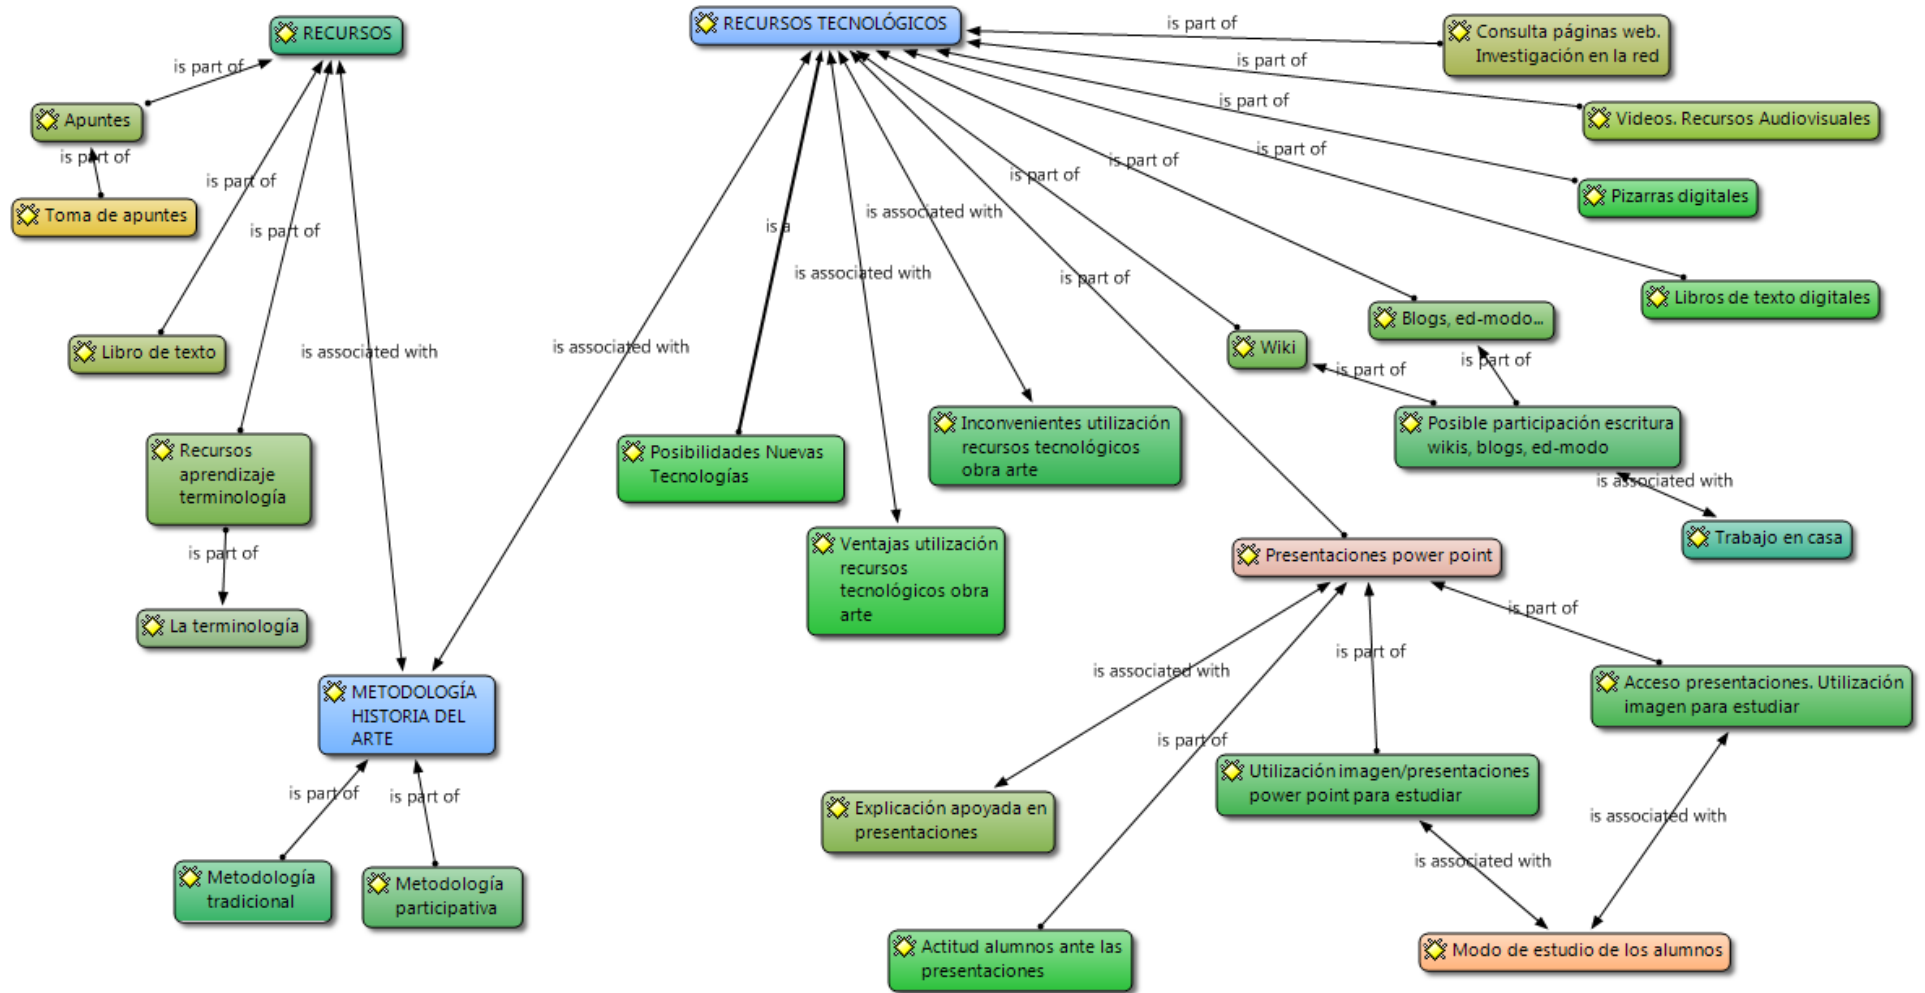 RECURSOS
RECURSOS TECNOLÓGICOS
is part of
Consulta páginas web.
Investigación en la red
is part of
is part of
Apuntes
is part of
Videos. Recursos Audiovisuales
is part of
is part of
is part of
is part of
is part of
Pizarras digitales
Toma de apuntes
is associated with
is part of
is a
is associated with
is part of
Libros de texto digitales
Blogs, ed-modo...
Wiki
Libro de texto
is associated with
is associated with
is part of
is part of
Inconvenientes utilización
recursos tecnológicos
obra arte
Posible participación escritura
wikis, blogs, ed-modo
Recursos
aprendizaje
terminología
Posibilidades Nuevas
Tecnologías
is associated with
Trabajo en casa
is part of
Ventajas utilización
recursos
tecnológicos obra
arte
Presentaciones power point
La terminología
is part of
is part of
is associated with
METODOLOGÍA
HISTORIA DEL
ARTE
Acceso presentaciones. Utilización
imagen para estudiar
is part of
Utilización imagen/presentaciones
power point para estudiar
is part of
is part of
Explicación apoyada en
presentaciones
is associated with
is associated with
Metodología
tradicional
Metodología
participativa
Actitud alumnos ante las
presentaciones
Modo de estudio de los alumnos